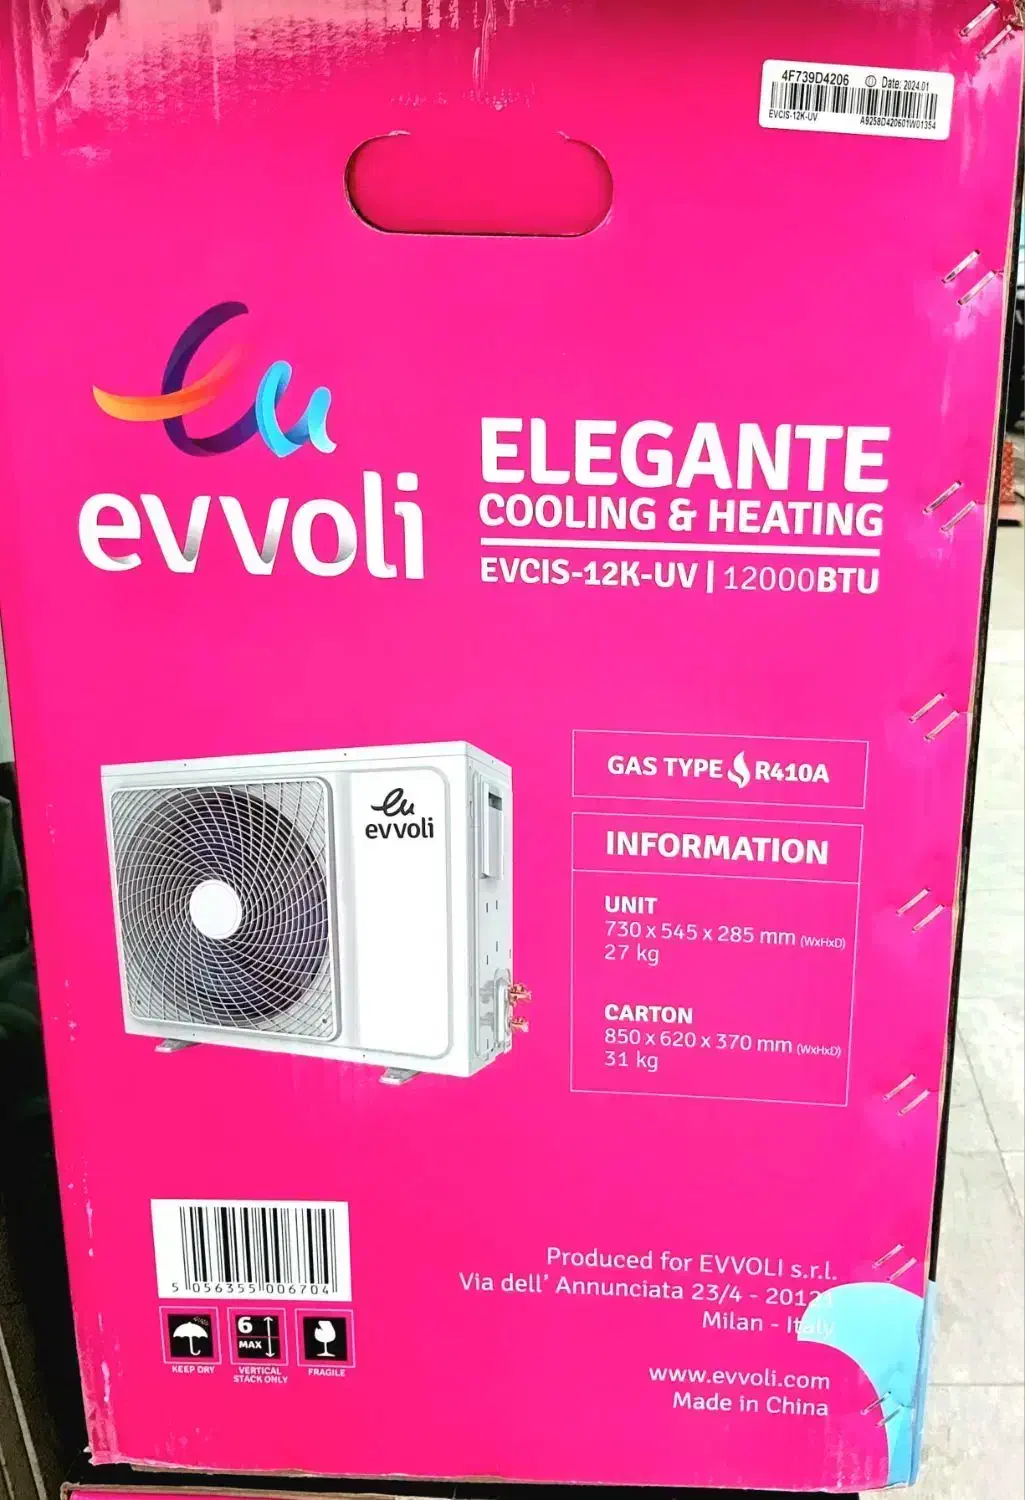 4F739D4206 Date: 2024.01
EVCIS-12K-UV A9258D420601W01354
evvoli
ELEGANTE
COOLING & HEATING
EVCIS-12K-UV | 12000BTU
evvoli
GAS TYPE R410A
INFORMATION
UNIT
730 x 545 x 285 mm (WxHxD)
27 kg
CARTON
850 x 620 x 370 mm (WxHxD)
31 kg
5 056355 006704
KEEP DRY
6
MAX
VERTICAL
STACK ONLY
FRAGILE
Produced for EVVOLI s.r.l.
Via dell' Annunciata 23/4 - 20121
Milan - Italy
www.evvoli.com
Made in China